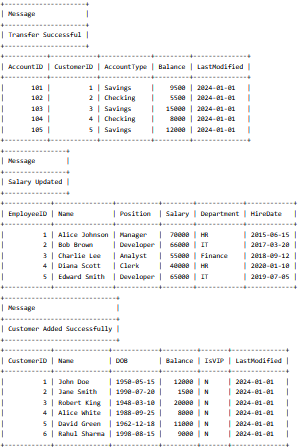 +----------------------+
| Message              |
+----------------------+
| Transfer Successful  |
+----------------------+
| AccountID | CustomerID | AccountType | Balance | LastModified |
| 101 | 1 | Savings | 9500 | 2024-01-01 |
| 102 | 2 | Checking | 5500 | 2024-01-01 |
| 103 | 3 | Savings | 15000 | 2024-01-01 |
| 104 | 4 | Checking | 8000 | 2024-01-01 |
| 105 | 5 | Savings | 12000 | 2024-01-01 |
| Message |
| Salary Updated |
| EmployeeID | Name | Position | Salary | Department | HireDate |
| 1 | Alice Johnson | Manager | 70000 | HR | 2015-06-15 |
| 2 | Bob Brown | Developer | 66000 | IT | 2017-03-20 |
| 3 | Charlie Lee | Analyst | 55000 | Finance | 2018-09-12 |
| 4 | Diana Scott | Clerk | 40000 | HR | 2020-01-10 |
| 5 | Edward Smith | Developer | 65000 | IT | 2019-07-05 |
| Message |
| Customer Added Successfully |
| CustomerID | Name | DOB | Balance | IsVIP | LastModified |
| 1 | John Doe | 1950-05-15 | 12000 | N | 2024-01-01 |
| 2 | Jane Smith | 1990-07-20 | 1500 | N | 2024-01-01 |
| 3 | Robert King | 1948-03-10 | 20000 | N | 2024-01-01 |
| 4 | Alice White | 1988-09-25 | 8000 | N | 2024-01-01 |
| 5 | David Green | 1962-12-18 | 11000 | N | 2024-01-01 |
| 6 | Rahul Sharma | 1998-08-15 | 9000 | N | 2024-01-01 |